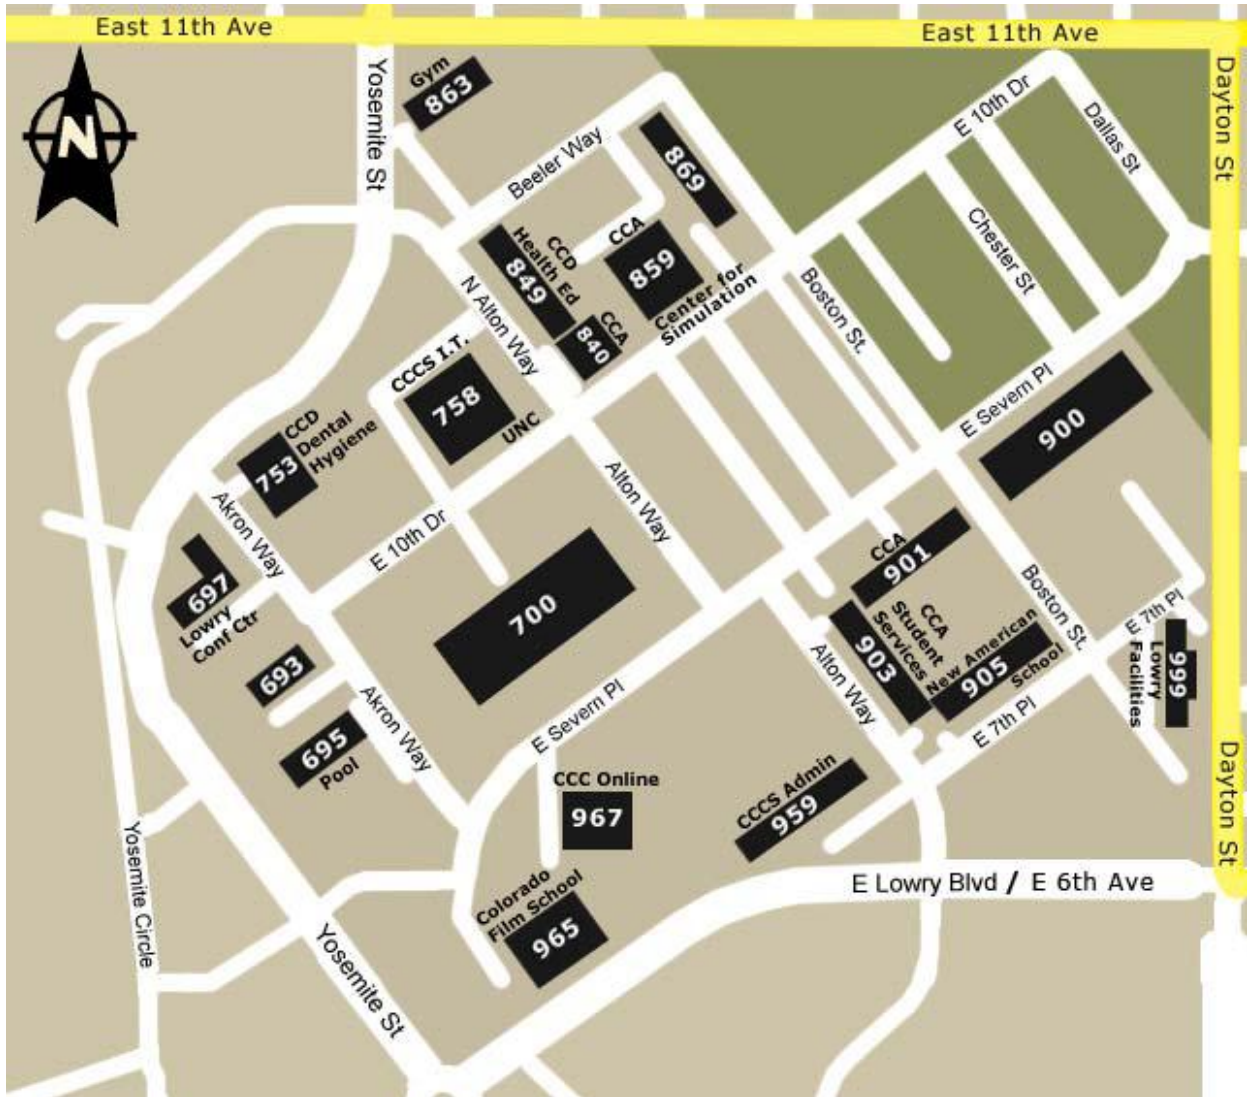 East 11th Ave
East 11th Ave
N
Yosemite St
Gym
863
Dayton St
E 10th Dr
Dallas St
Beeler Way
869
CCD
Health Ed
849
CCA
859
Center for
Simulation
Chester St
N Alton Way
CCA
840
Boston St.
CCCS I.T.
758
UNC
E Severn Pl
900
CCD
Dental
Hygiene
753
Akron Way
E 10th Dr
Alton Way
697
Lowry
Conf Ctr
700
CCA
901
Boston St.
CCA
Student
Services
903
New American
905
School
E 7th Pl
Lowry
Facilities
999
693
Akron Way
695
Pool
E Severn Pl
Alton Way
E 7th Pl
CCC Online
967
CCCS Admin
959
Dayton St
Yosemite Circle
Colorado
Film School
965
E Lowry Blvd / E 6th Ave
Yosemite St